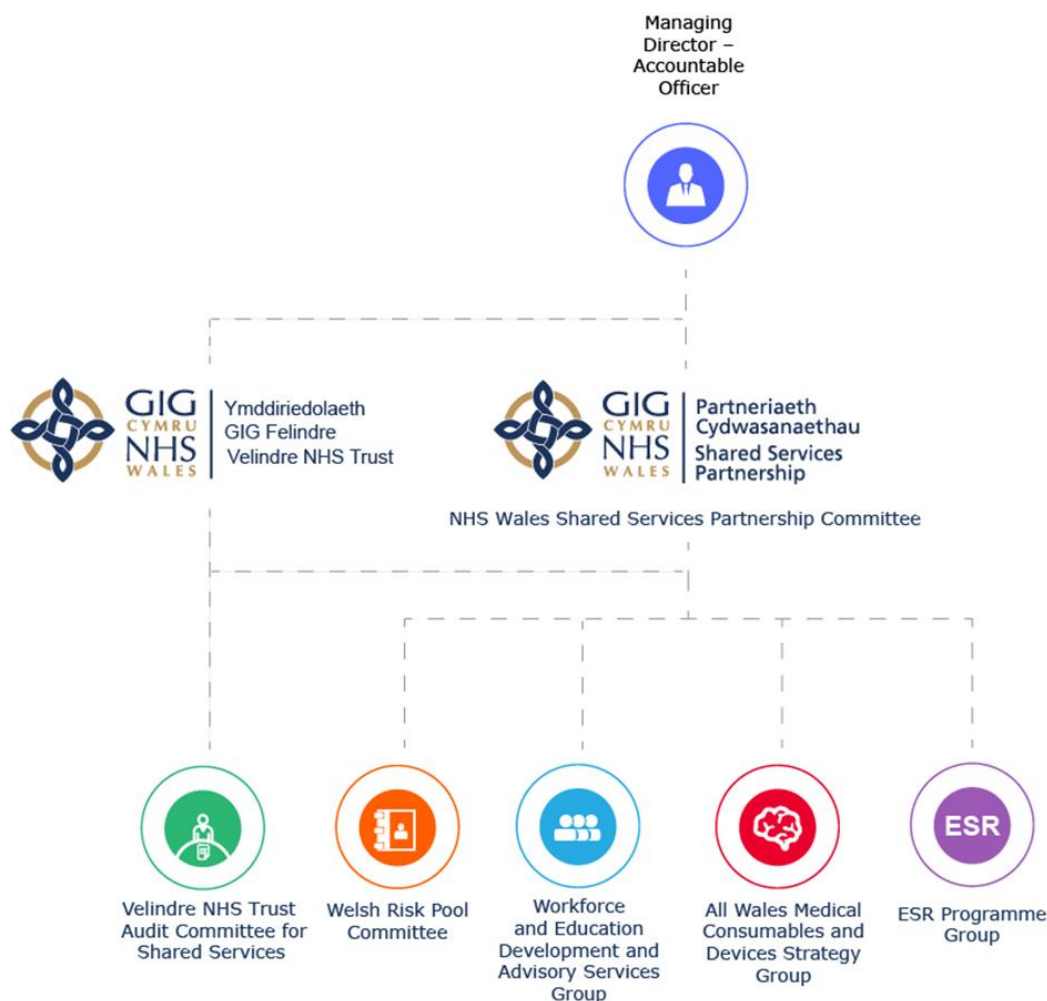 Managing
Director –
Accountable
Officer
GIG
CYMRU
NHS
WALES
Ymddiriedolaeth
GIG Felindre
Velindre NHS Trust
GIG
CYMRU
NHS
WALES
Partneriaeth
Cydwasanaethau
Shared Services
Partnership
NHS Wales Shared Services Partnership Committee
Velindre NHS Trust
Audit Committee for
Shared Services
Welsh Risk Pool
Committee
Workforce
and Education
Development and
Advisory Services
Group
All Wales Medical
Consumables and
Devices Strategy
Group
ESR
ESR Programme
Group